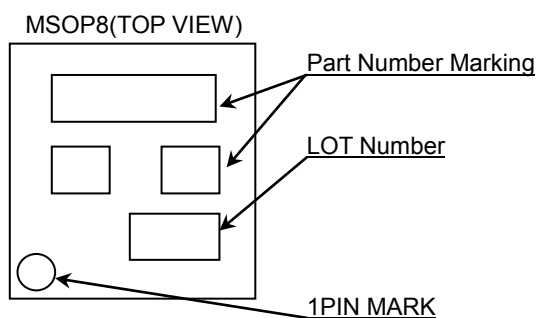 MSOP8(TOP VIEW)
Part Number Marking
LOT Number
1PIN MARK